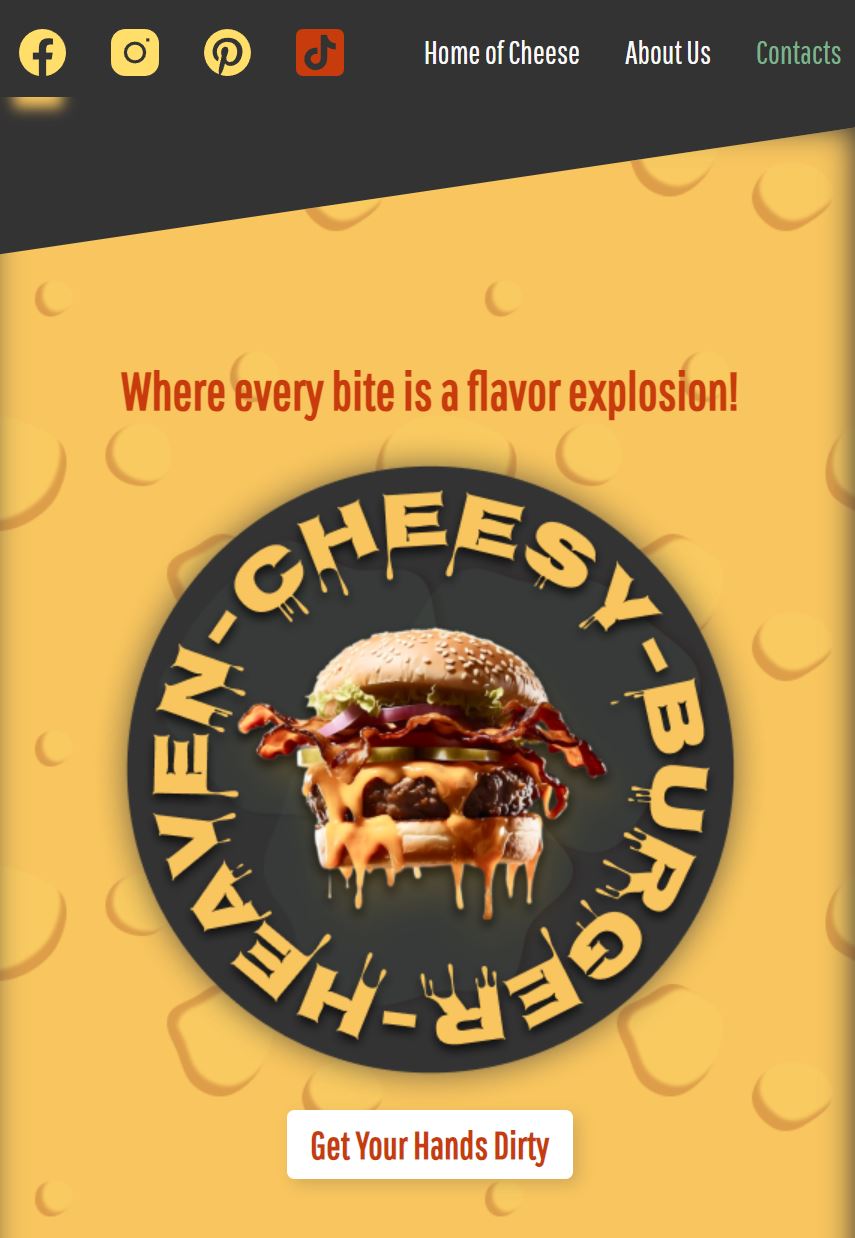 Home of Cheese About Us Contacts
Where every bite is a flavor explosion!
CHEESY-BURGER-HEAVEN-
Get Your Hands Dirty